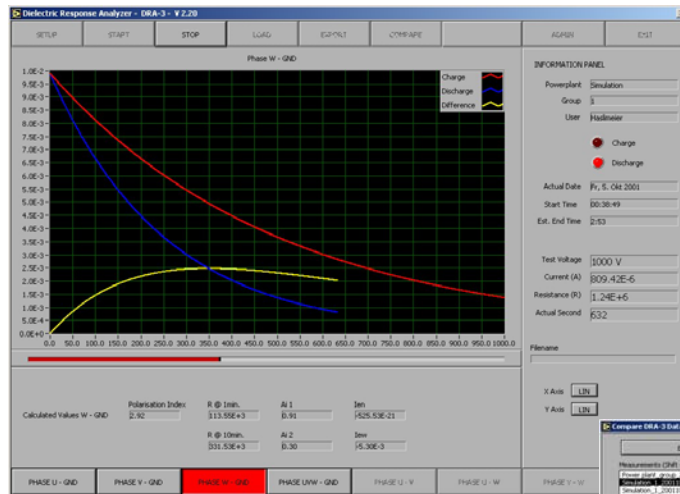 Dielectric Response Analyzer - DRA-3 - V 2.20
SETUP START STOP LOAD EXPORT COMPARE ADMIN EXIT
Phase W - GND
Charge
Discharge
Difference
1.0E-2
9.5E-3
9.0E-3
8.5E-3
8.0E-3
7.5E-3
7.0E-3
6.5E-3
6.0E-3
5.5E-3
5.0E-3
4.5E-3
4.0E-3
3.5E-3
3.0E-3
2.5E-3
2.0E-3
1.5E-3
1.0E-3
5.0E-4
0.0E+0
0.0 50.0 100.0 150.0 200.0 250.0 300.0 350.0 400.0 450.0 500.0 550.0 600.0 650.0 700.0 750.0 800.0 850.0 900.0 950.0 1000.0
INFORMATION PANEL
Powerplant Simulation
Group 1
User Haslmeier
Charge
Discharge
Actual Date Fr, 5. Okt 2001
Start Time 00:38:49
Est. End Time 2:53
Test Voltage 1000 V
Current (A) 809.42E-6
Resistance (R) 1.24E+6
Actual Second 632
Filename
X Axis LIN
Y Axis LIN
Polarisation Index R @ 1min. Ai 1 Ien
Calculated Values W - GND 2.92 113.55E+3 0.91 -525.53E-21
R @ 10min. Ai 2 Iew
331.53E+3 0.30 -5.30E-3
PHASE U - GND PHASE V - GND PHASE W - GND PHASE UVW - GND PHASE U - V PHASE U - W PHASE V - W
Compare DRA-3 Data
Measurements (Shift
Power plant_group
Simulation_1_20011
Simulation_1_20011